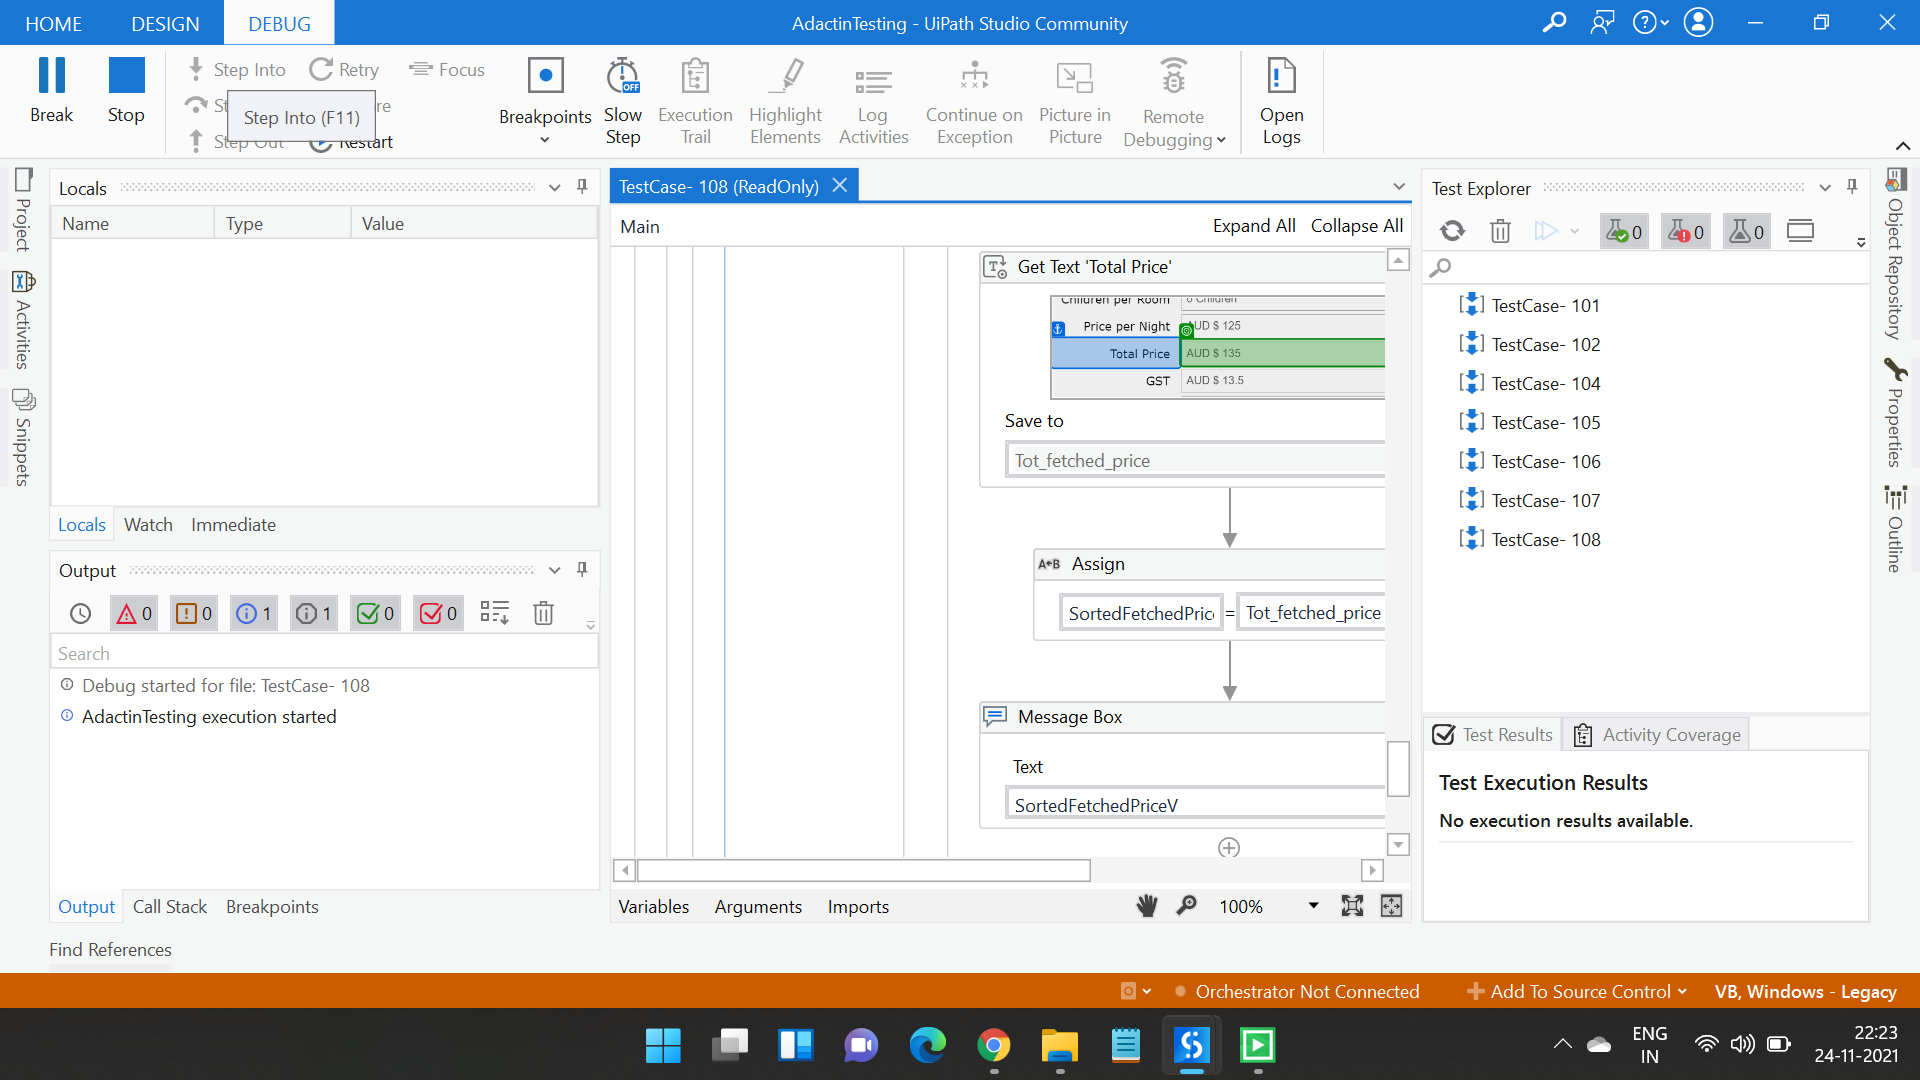 HOME DESIGN DEBUG
AdactinTesting - UiPath Studio Community
Break
Stop
Step Into
Retry
Focus
Step Into (F11)
Restart
Breakpoints
Slow Step
Execution Trail
Highlight Elements
Log Activities
Continue on Exception
Picture in Picture
Remote Debugging
Open Logs
Project
Activities
Snippets
Locals
Name Type Value
Locals Watch Immediate
Output
0 0 1 1 0 0
Search
Debug started for file: TestCase- 108
AdactinTesting execution started
Output Call Stack Breakpoints
Find References
TestCase- 108 (ReadOnly)
Main
Expand All Collapse All
Get Text 'Total Price'
Children per Room 0 Children
Price per Night AUD $ 125
Total Price AUD $ 135
GST AUD $ 13.5
Save to
Tot_fetched_price
A+B Assign
SortedFetchedPric = Tot_fetched_price
Message Box
Text
SortedFetchedPriceV
Variables Arguments Imports
100%
Test Explorer
0 0 0
TestCase- 101
TestCase- 102
TestCase- 104
TestCase- 105
TestCase- 106
TestCase- 107
TestCase- 108
Test Results Activity Coverage
Test Execution Results
No execution results available.
Object Repository
Properties
Outline
Orchestrator Not Connected
Add To Source Control
VB, Windows - Legacy
ENG
IN
22:23
24-11-2021